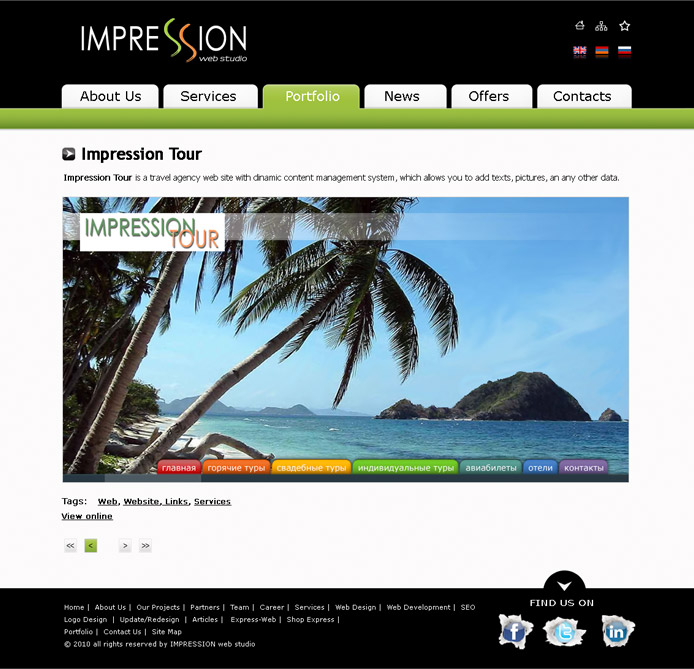 IMPRESSION
web studio
About Us Services Portfolio News Offers Contacts
Impression Tour
Impression Tour is a travel agency web site with dinamic content management system, which allows you to add texts, pictures, an any other data.
IMPRESSION
TOUR
главная горячие туры свадебные туры индивидуальные туры авиабилеты отели контакты
Tags: Web, Website, Links, Services
View online
<< < > >>
FIND US ON
Home | About Us | Our Projects | Partners | Team | Career | Services | Web Design | Web Development | SEO
Logo Design | Update/Redesign | Articles | Express-Web | Shop Express |
Portfolio | Contact Us | Site Map
© 2010 all rights reserved by IMPRESSION web studio
f t in